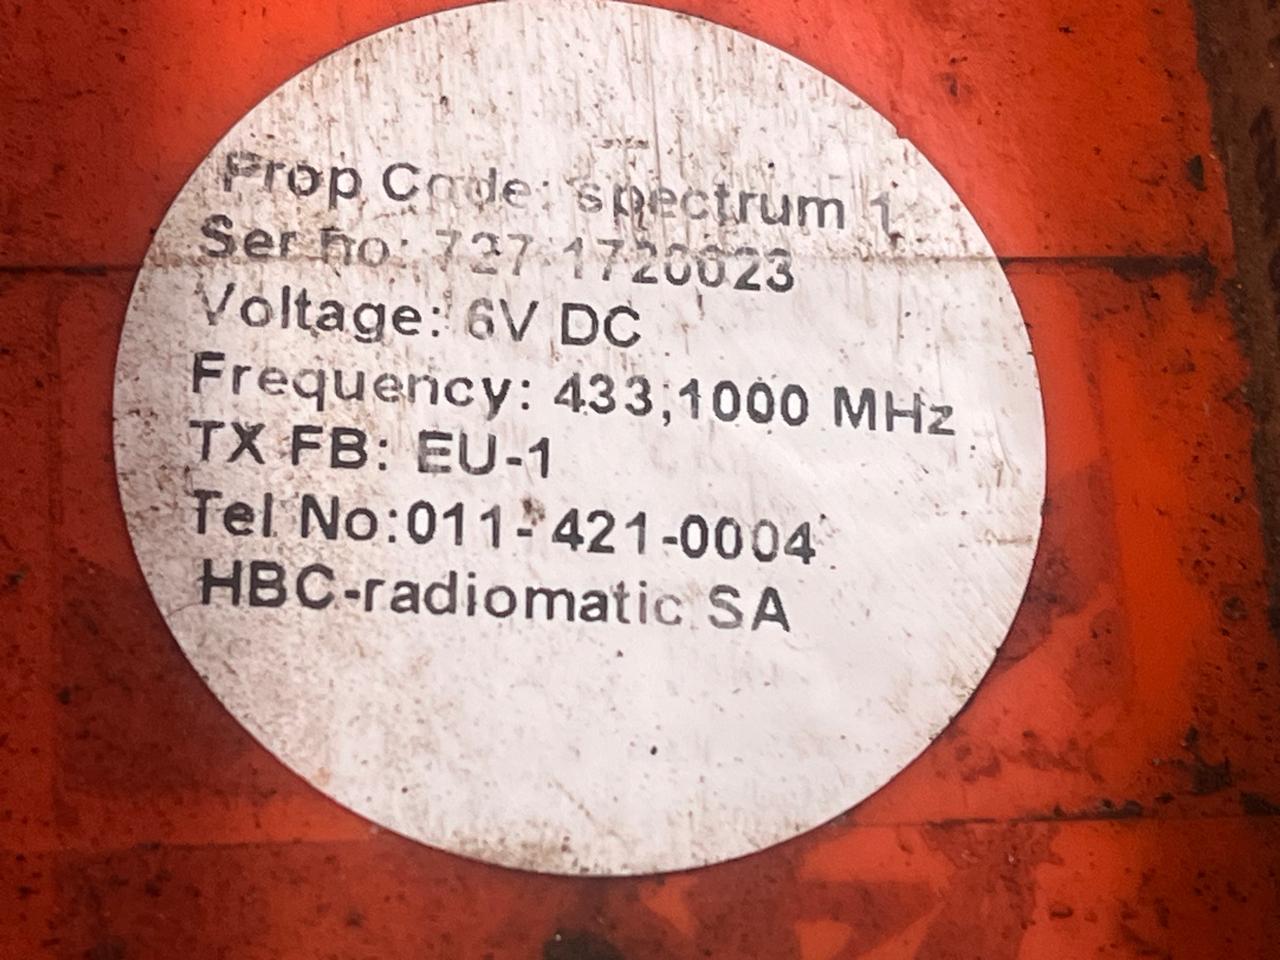 Prop Code: spectrum 1
Ser no: 727 1720023
Voltage: 6V DC
Frequency: 433,1000 MHz
TX FB: EU-1
Tel No:011- 421-0004
HBC-radiomatic SA